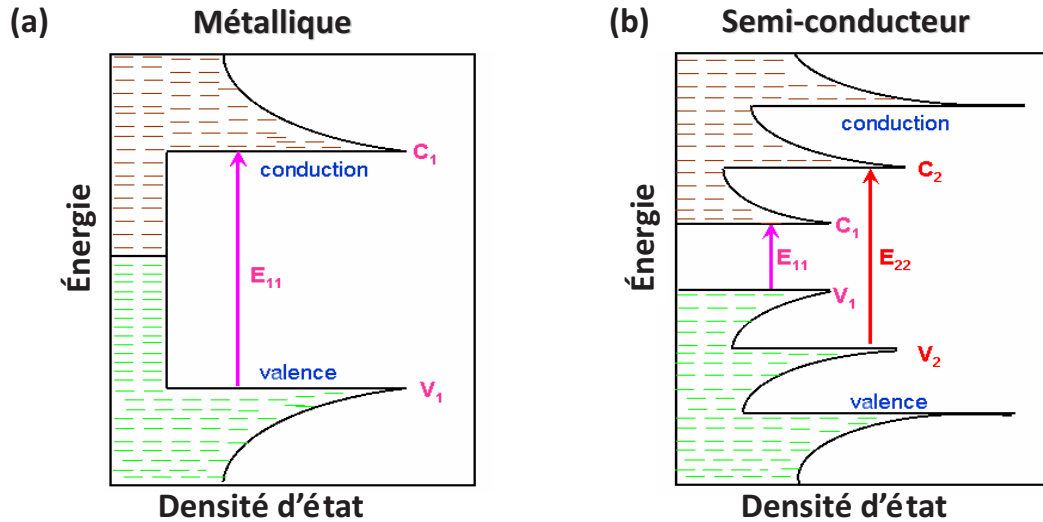 (a) Métallique
C1
conduction
Énergie
E11
valence
V1
Densité d'état
(b) Semi-conducteur
conduction
C2
C1
Énergie
E11
E22
V1
V2
valence
Densité d'état